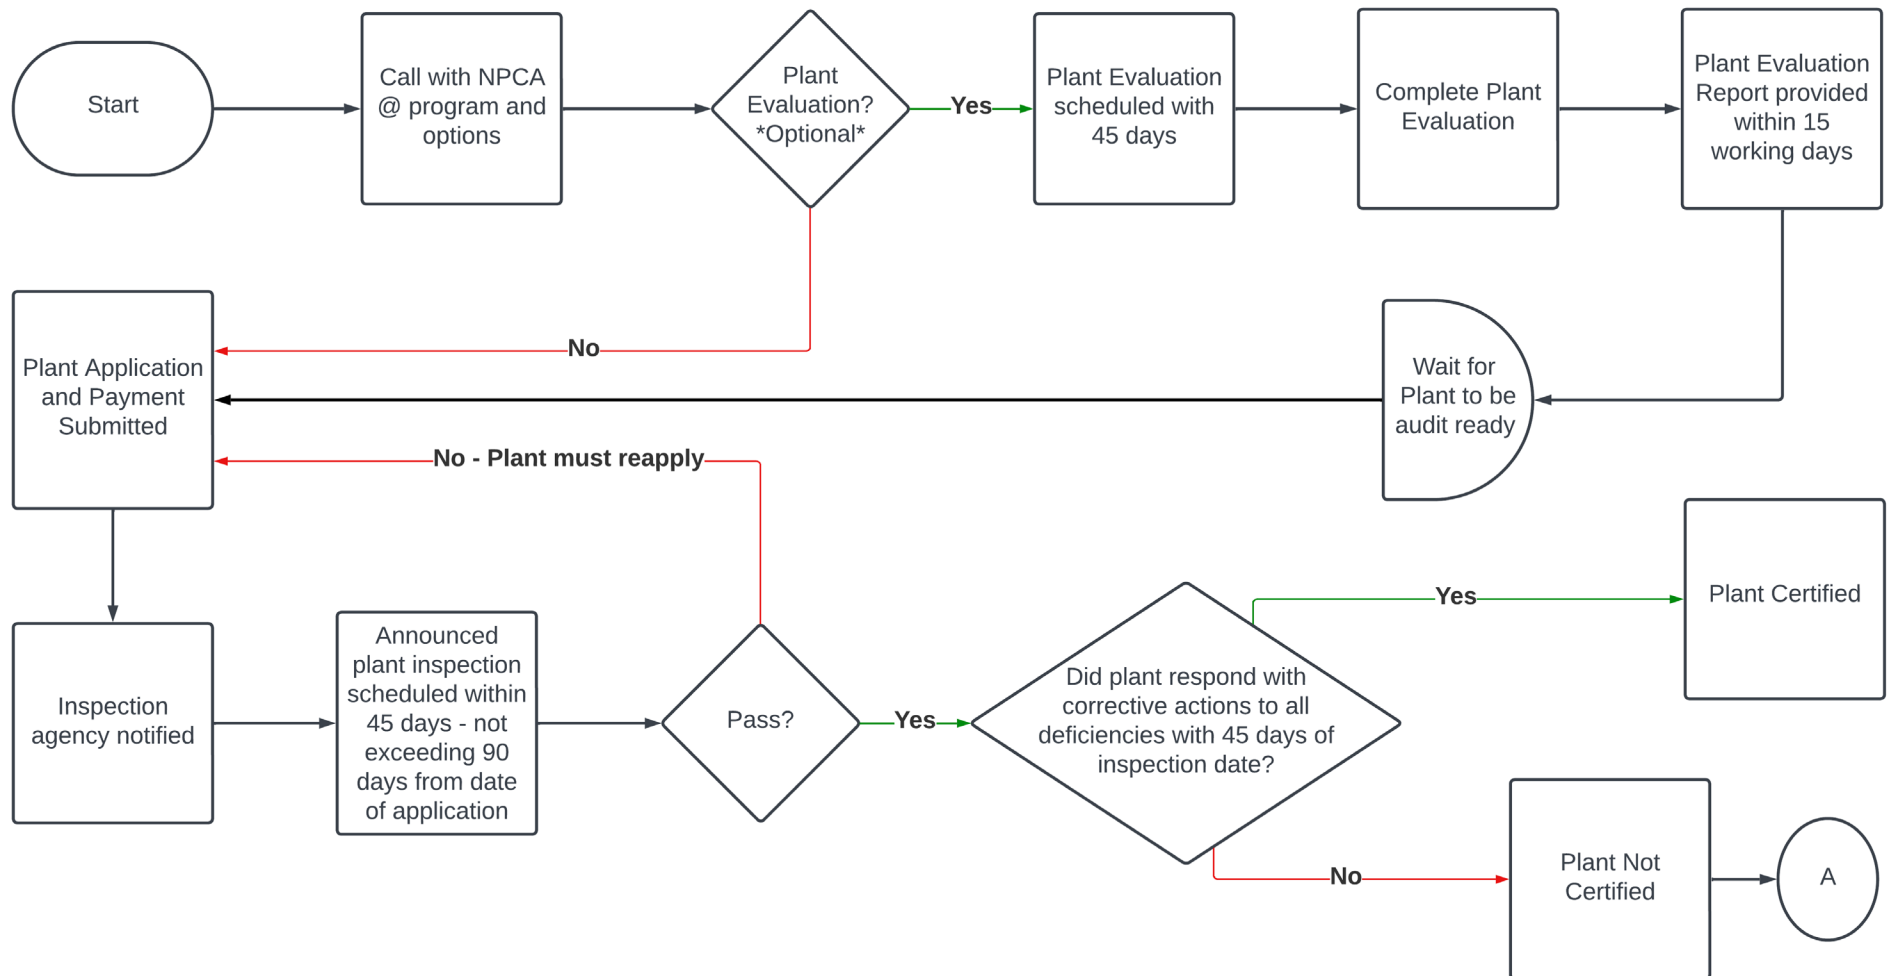 Start
Call with NPCA
@ program and
options
Plant
Evaluation?
*Optional*
Yes
Plant Evaluation
scheduled with
45 days
Complete Plant
Evaluation
Plant Evaluation
Report provided
within 15
working days
No
Plant Application
and Payment
Submitted
Wait for
Plant to be
audit ready
No - Plant must reapply
Inspection
agency notified
Announced
plant inspection
scheduled within
45 days - not
exceeding 90
days from date
of application
Pass?
Yes
Did plant respond with
corrective actions to all
deficiencies with 45 days of
inspection date?
Yes
Plant Certified
No
Plant Not
Certified
A